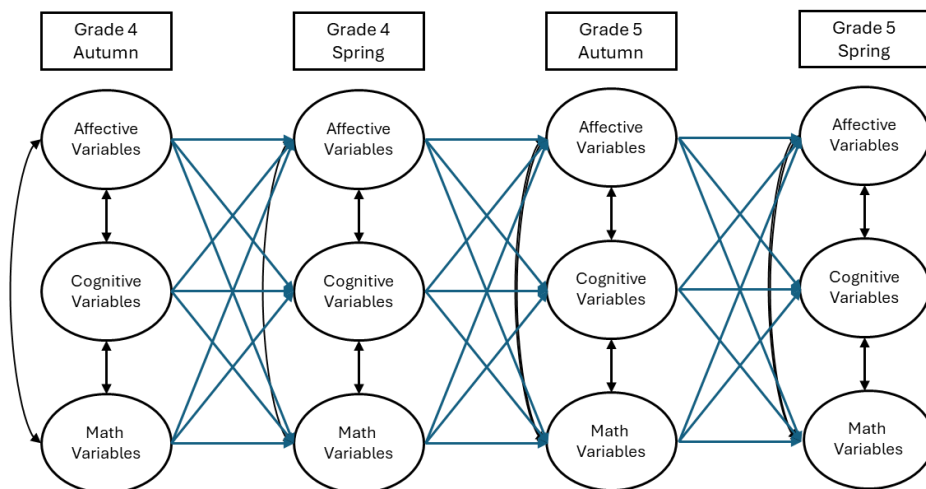 Grade 4
Autumn
Grade 4
Spring
Grade 5
Autumn
Grade 5
Spring
Affective
Variables
Affective
Variables
Affective
Variables
Affective
Variables
Cognitive
Variables
Cognitive
Variables
Cognitive
Variables
Cognitive
Variables
Math
Variables
Math
Variables
Math
Variables
Math
Variables